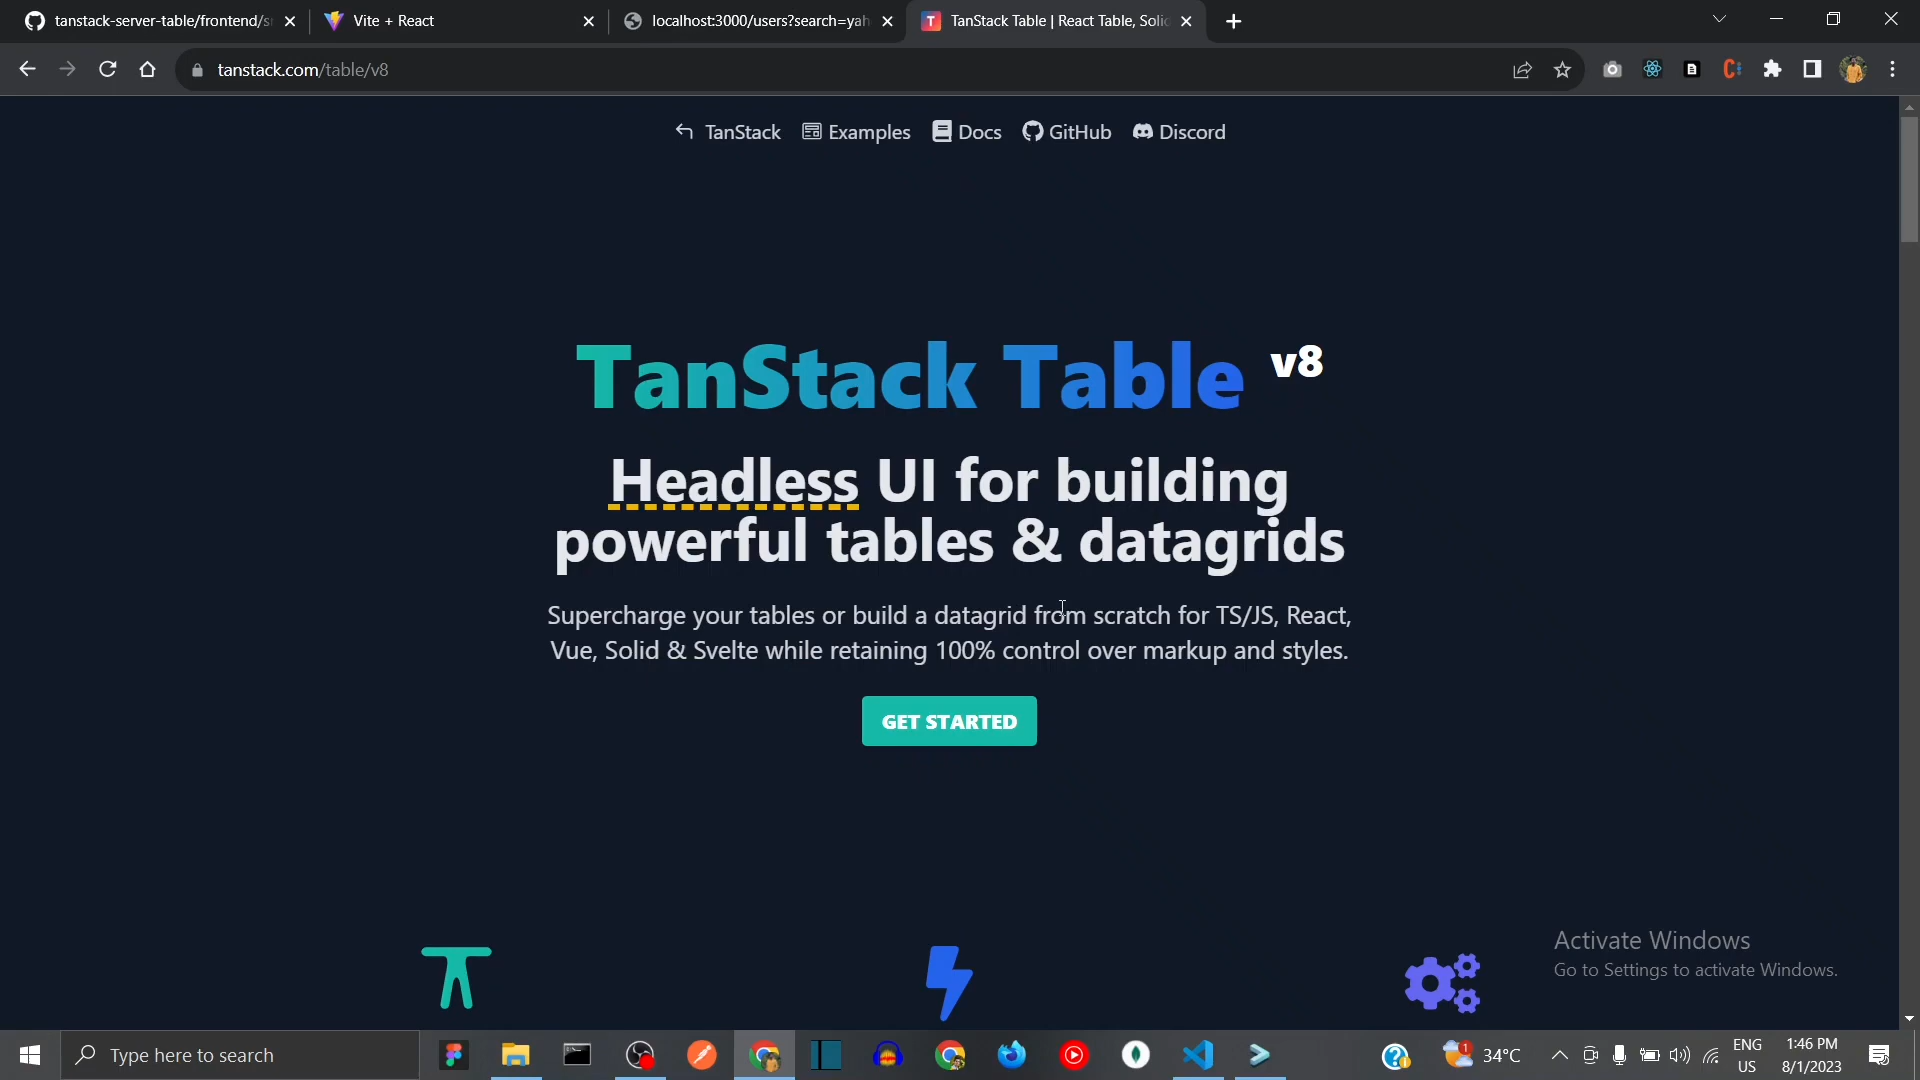 tanstack-server-table/frontend/s
Vite + React
localhost:3000/users?search=yah
TanStack Table | React Table, Soli
tanstack.com/table/v8
TanStack
Examples
Docs
GitHub
Discord
TanStack Table v8
Headless UI for building
powerful tables & datagrids
Supercharge your tables or build a datagrid from scratch for TS/JS, React,
Vue, Solid & Svelte while retaining 100% control over markup and styles.
GET STARTED
Activate Windows
Go to Settings to activate Windows.
Type here to search
1
34°C
ENG
US
1:46 PM
8/1/2023